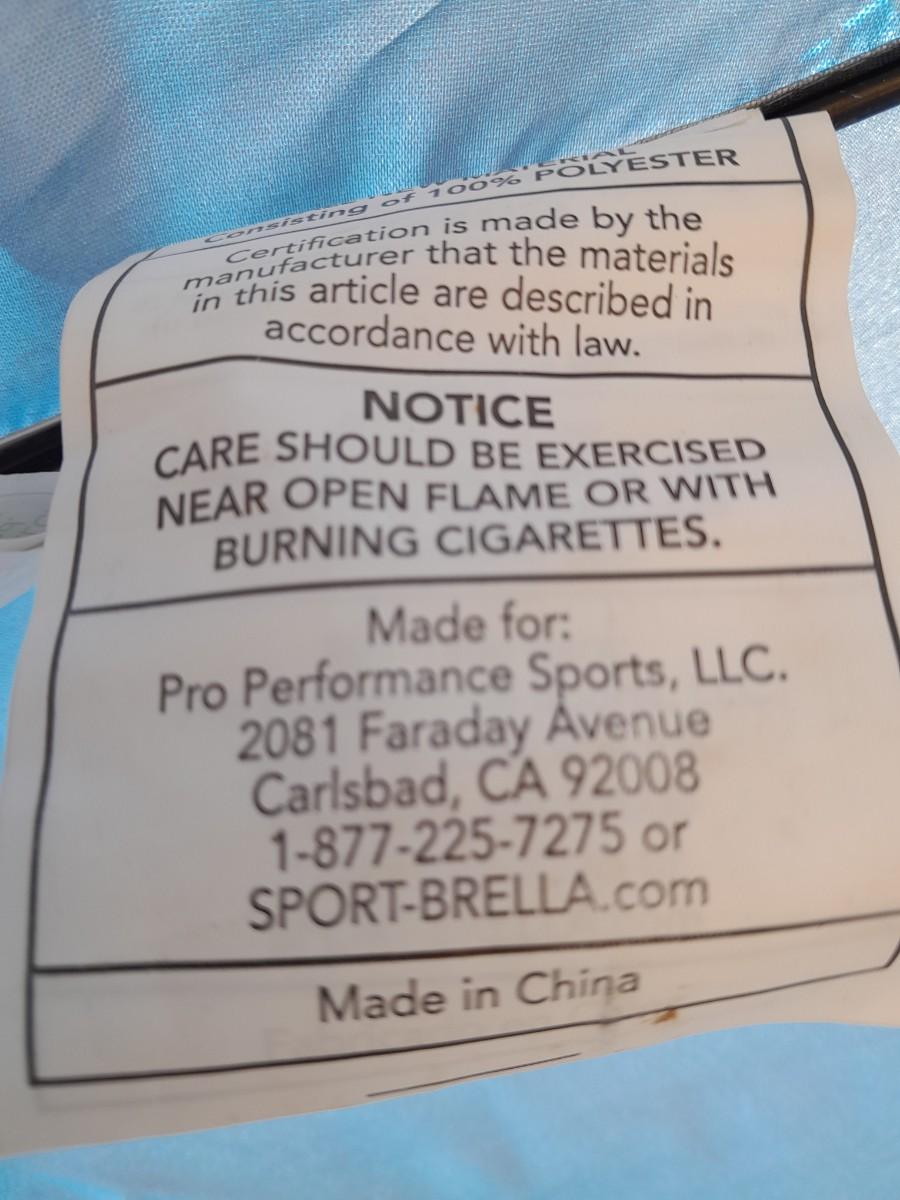 MATERIAL
Consisting of 100% POLYESTER
Certification is made by the
manufacturer that the materials
in this article are described in
accordance with law.
NOTICE
CARE SHOULD BE EXERCISED
NEAR OPEN FLAME OR WITH
BURNING CIGARETTES.
Made for:
Pro Performance Sports, LLC.
2081 Faraday Avenue
Carlsbad, CA 92008
1-877-225-7275 or
SPORT-BRELLA.com
Made in China